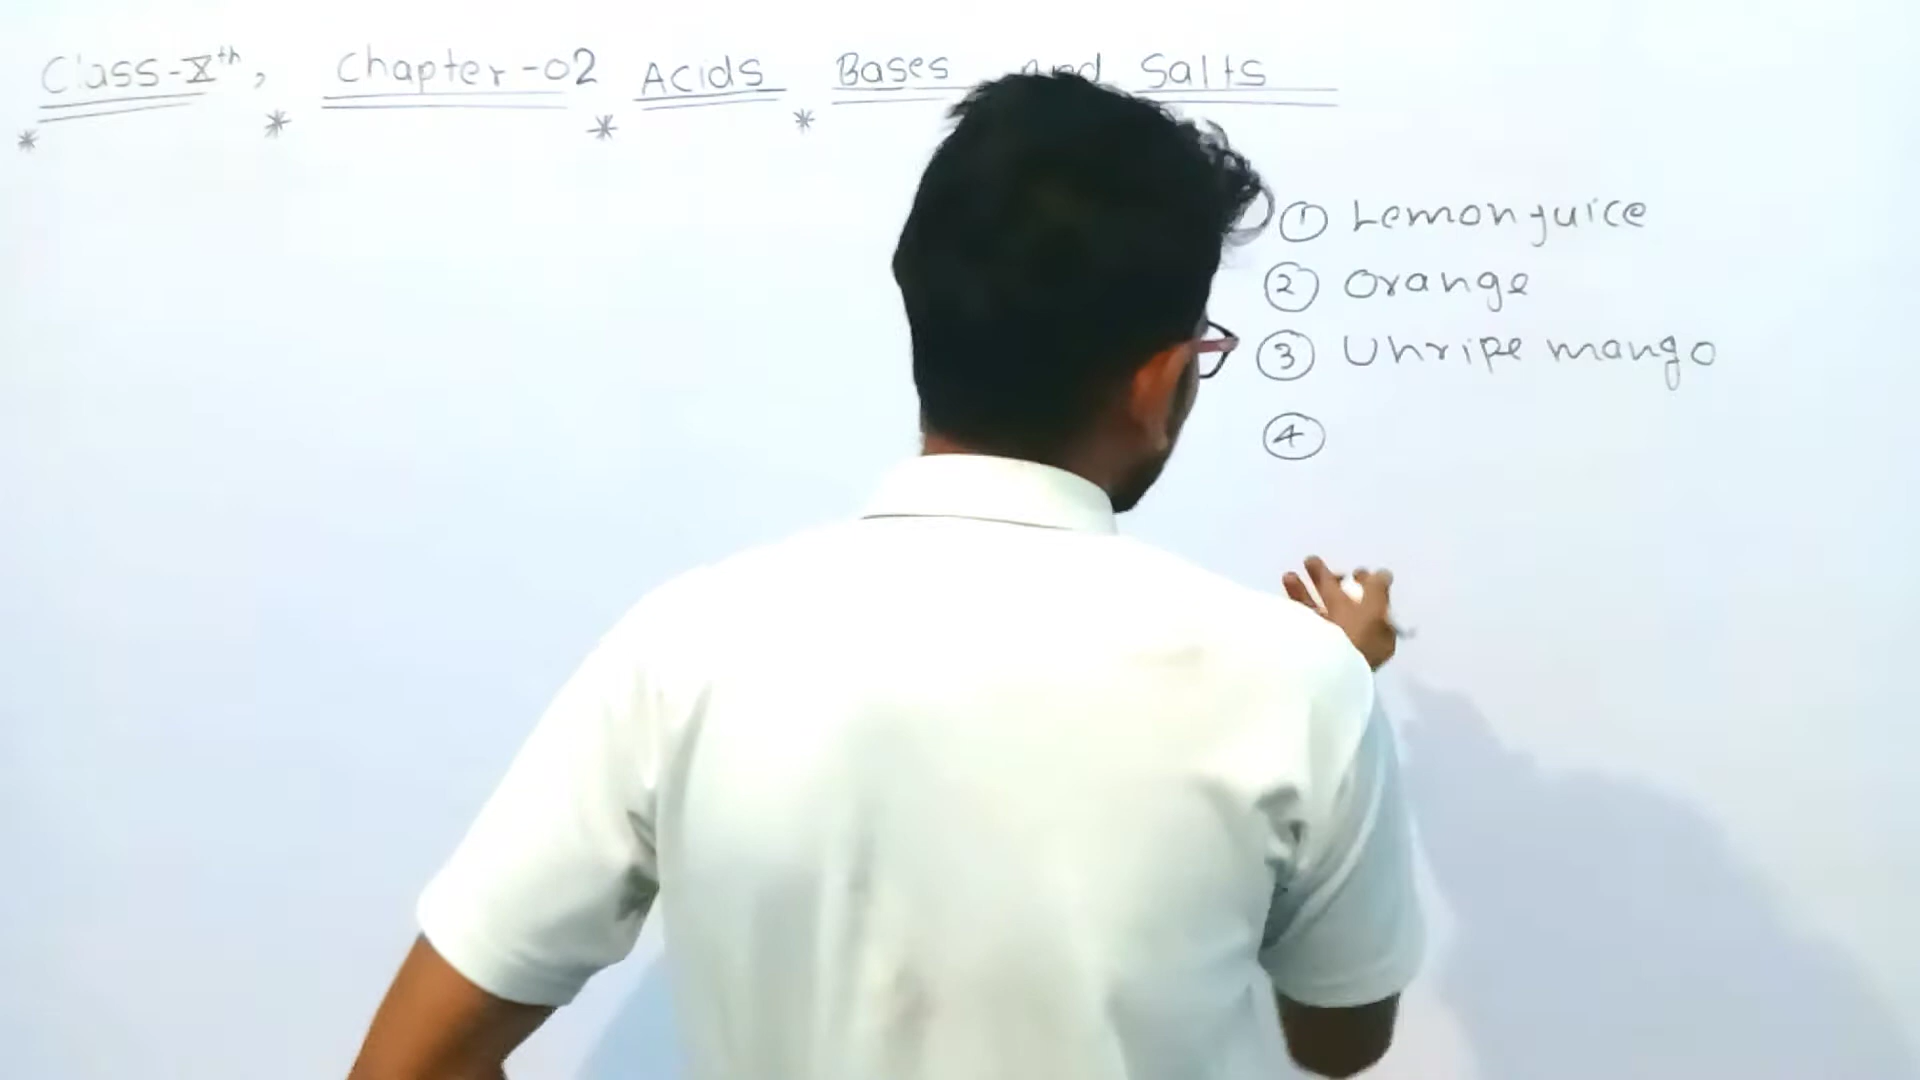 Class-Xth, Chapter-02 Acids Bases and Salts
① Lemon juice
② Orange
③ Unripe mango
④